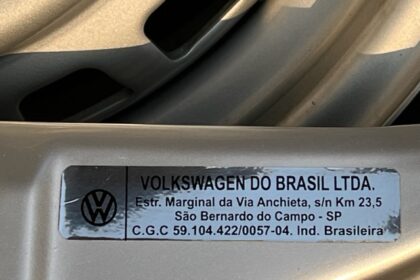 VOLKSWAGEN DO BRASIL LTDA.
Estr. Marginal da Via Anchieta, s/n Km 23,5
São Bernardo do Campo - SP
C.G.C 59.104.422/0057-04. Ind. Brasileira